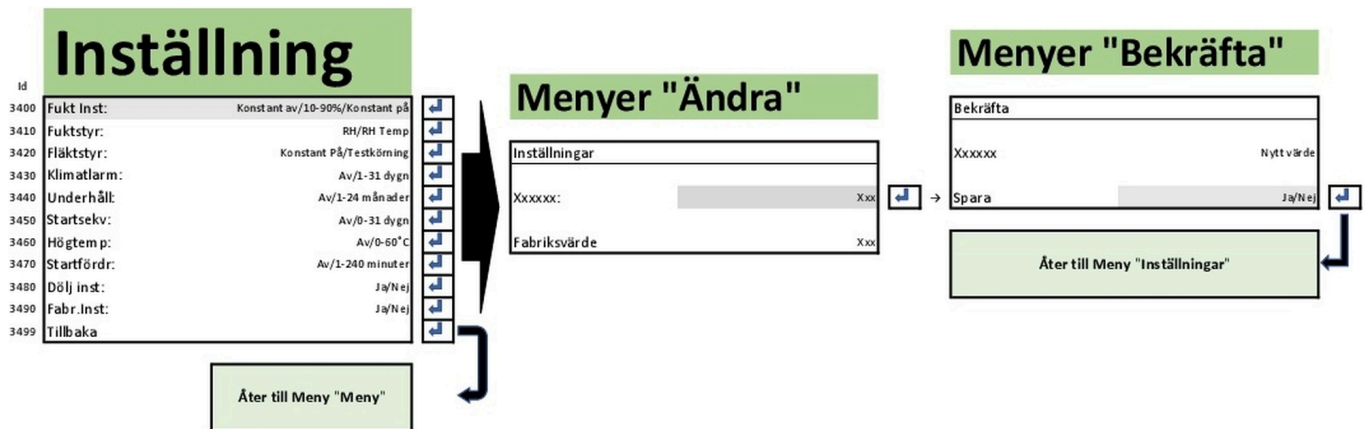 Inställning
Id
3400 Fukt Inst: Konstant av/10-90%/Konstant på
3410 Fuktstyr: RH/RH Temp
3420 Fläktstyr: Konstant På/Testkörning
3430 Klimatlarm: Av/1-31 dygn
3440 Underhåll: Av/1-24 månader
3450 Startsekv: Av/0-31 dygn
3460 Högtemp: Av/0-60°C
3470 Startfördr: Av/1-240 minuter
3480 Dölj inst: Ja/Nej
3490 Fabr.Inst: Ja/Nej
3499 Tillbaka
Åter till Meny "Meny"
Menyer "Ändra"
Inställningar
Xxxxxx: Xxx
Fabriksvärde Xxx
→
Menyer "Bekräfta"
Bekräfta
Xxxxxx Nytt värde
Spara Ja/Nej
Åter till Meny "Inställningar"